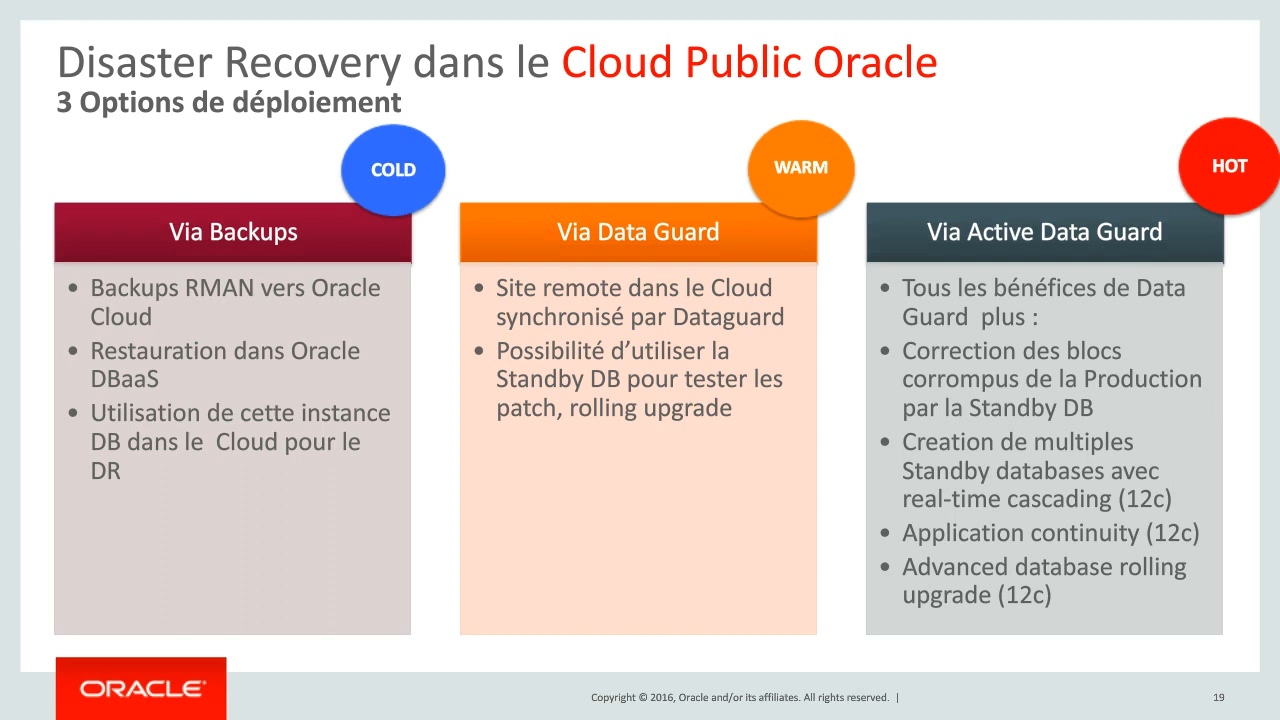 Disaster Recovery dans le Cloud Public Oracle
3 Options de déploiement
COLD
Via Backups
• Backups RMAN vers Oracle
Cloud
• Restauration dans Oracle
DBaaS
• Utilisation de cette instance
DB dans le  Cloud pour le
DR
WARM
Via Data Guard
• Site remote dans le Cloud
synchronisé par Dataguard
• Possibilité d’utiliser la
Standby DB pour tester les
patch, rolling upgrade
HOT
Via Active Data Guard
• Tous les bénéfices de Data
Guard  plus :
• Correction des blocs
corrompus de la Production
par la Standby DB
• Creation de multiples
Standby databases avec
real-time cascading (12c)
• Application continuity (12c)
• Advanced database rolling
upgrade (12c)
ORACLE®
Copyright © 2016, Oracle and/or its affiliates. All rights reserved. |
19